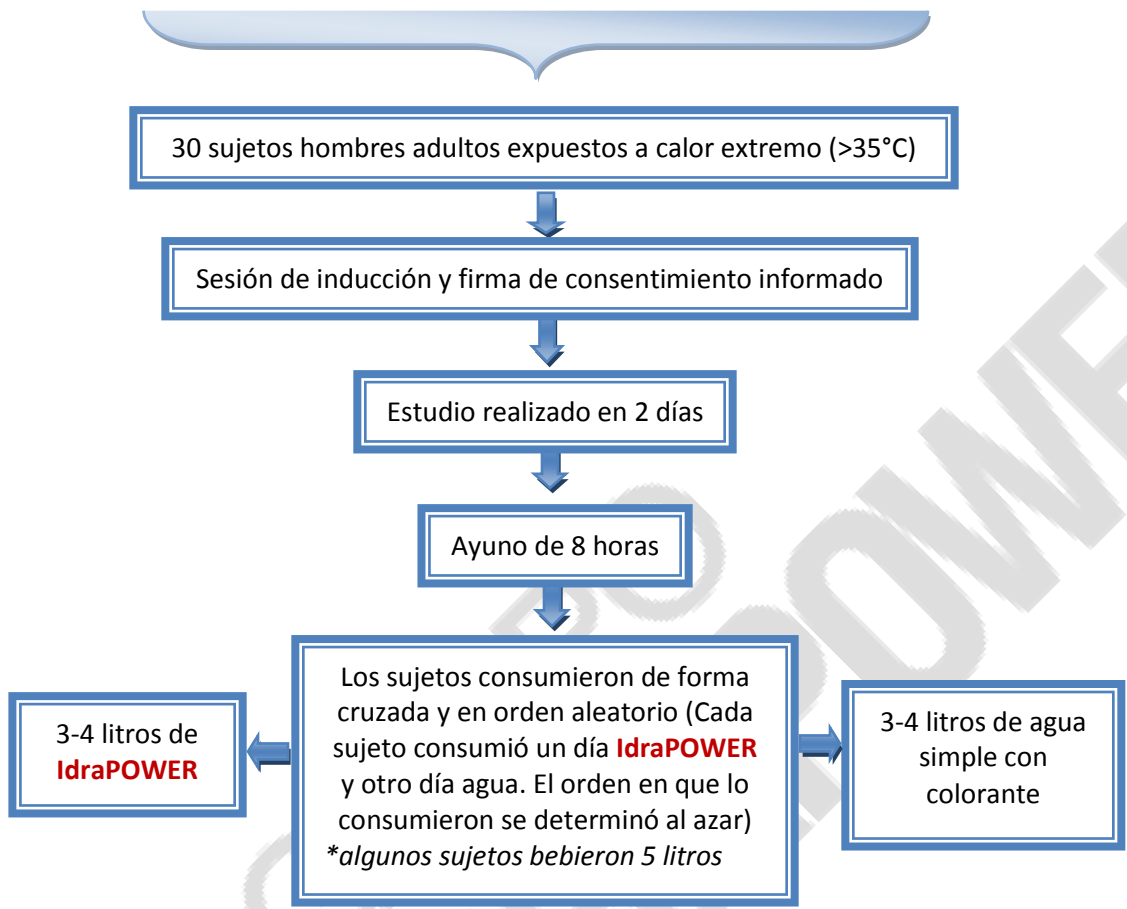 30 sujetos hombres adultos expuestos a calor extremo (>35°C)
Sesión de inducción y firma de consentimiento informado
Estudio realizado en 2 días
Ayuno de 8 horas
3-4 litros de
IdraPOWER
Los sujetos consumieron de forma
cruzada y en orden aleatorio (Cada
sujeto consumió un día IdraPOWER
y otro día agua. El orden en que lo
consumieron se determinó al azar)
*algunos sujetos bebieron 5 litros
3-4 litros de agua
simple con
colorante